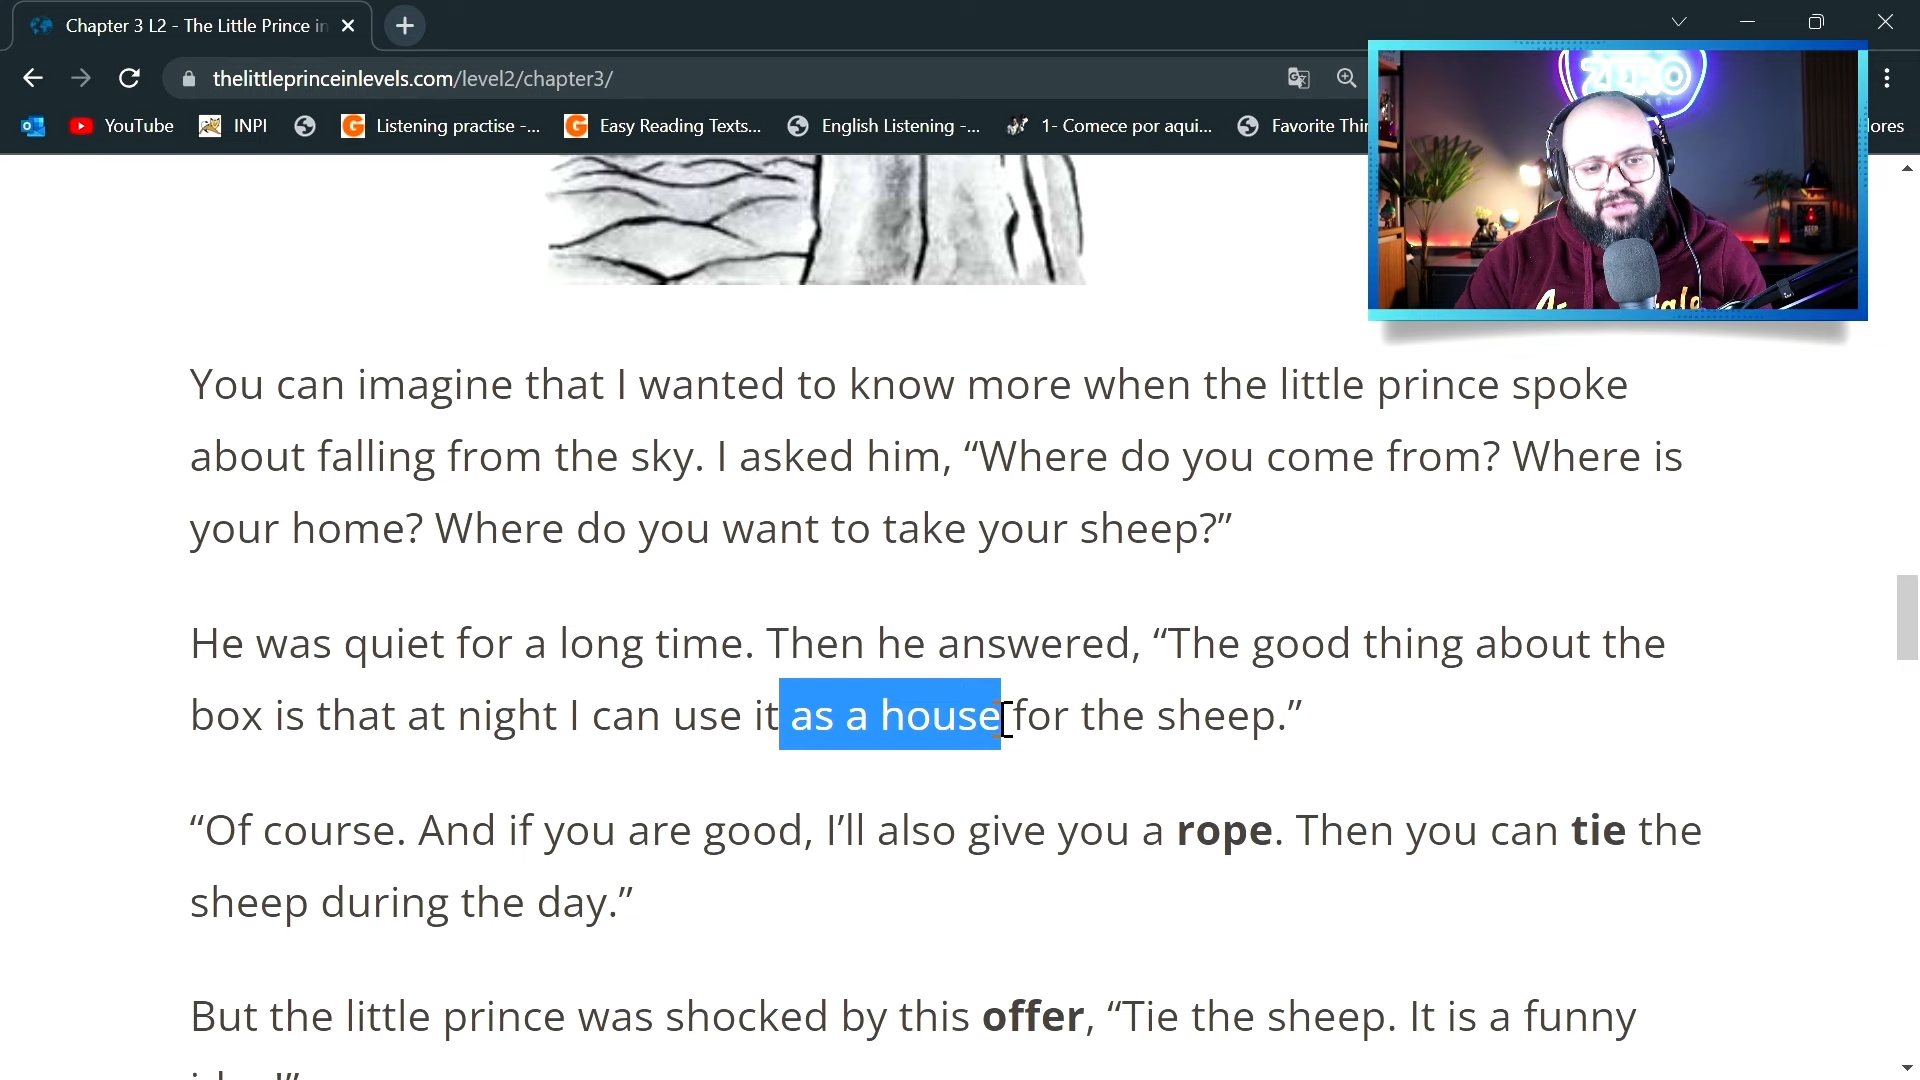 Chapter 3 L2 - The Little Prince in
thelittleprinceinlevels.com/level2/chapter3/
YouTube INPI Listening practise -... Easy Reading Texts... English Listening -... 1- Comece por aqui... Favorite Thi lores
ZERO
You can imagine that I wanted to know more when the little prince spoke
about falling from the sky. I asked him, “Where do you come from? Where is
your home? Where do you want to take your sheep?”
He was quiet for a long time. Then he answered, “The good thing about the
box is that at night I can use it as a house for the sheep.”
“Of course. And if you are good, I’ll also give you a rope. Then you can tie the
sheep during the day.”
But the little prince was shocked by this offer, “Tie the sheep. It is a funny